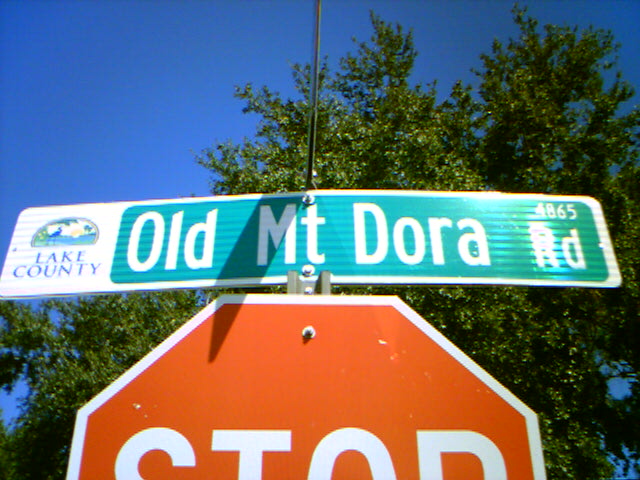 LAKE
COUNTY
Old Mt Dora Rd
4865
STOP